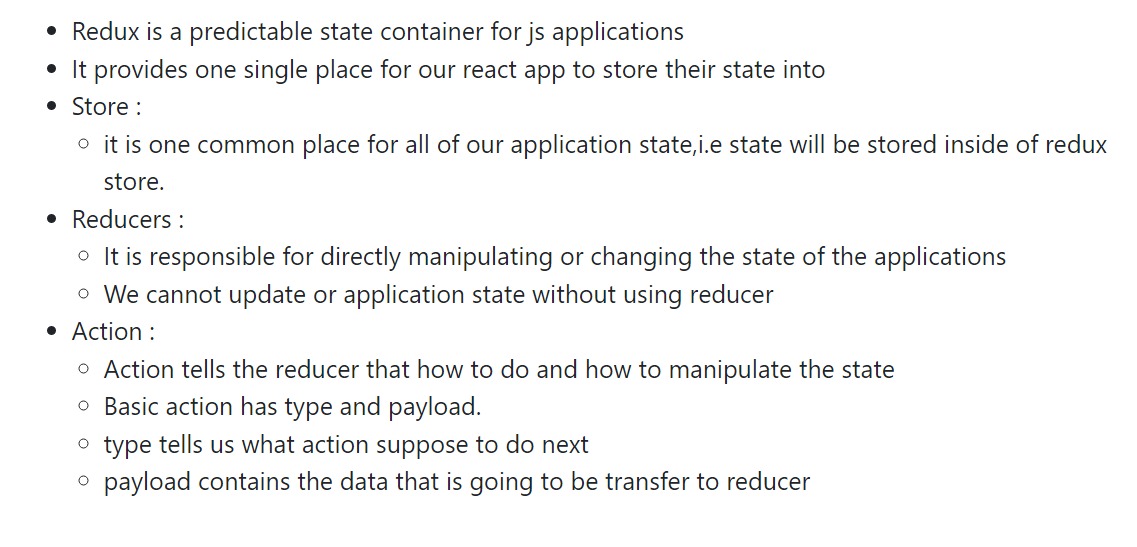 Redux is a predictable state container for js applications
It provides one single place for our react app to store their state into
Store :
it is one common place for all of our application state,i.e state will be stored inside of redux
store.
Reducers :
It is responsible for directly manipulating or changing the state of the applications
We cannot update or application state without using reducer
Action :
Action tells the reducer that how to do and how to manipulate the state
Basic action has type and payload.
type tells us what action suppose to do next
payload contains the data that is going to be transfer to reducer